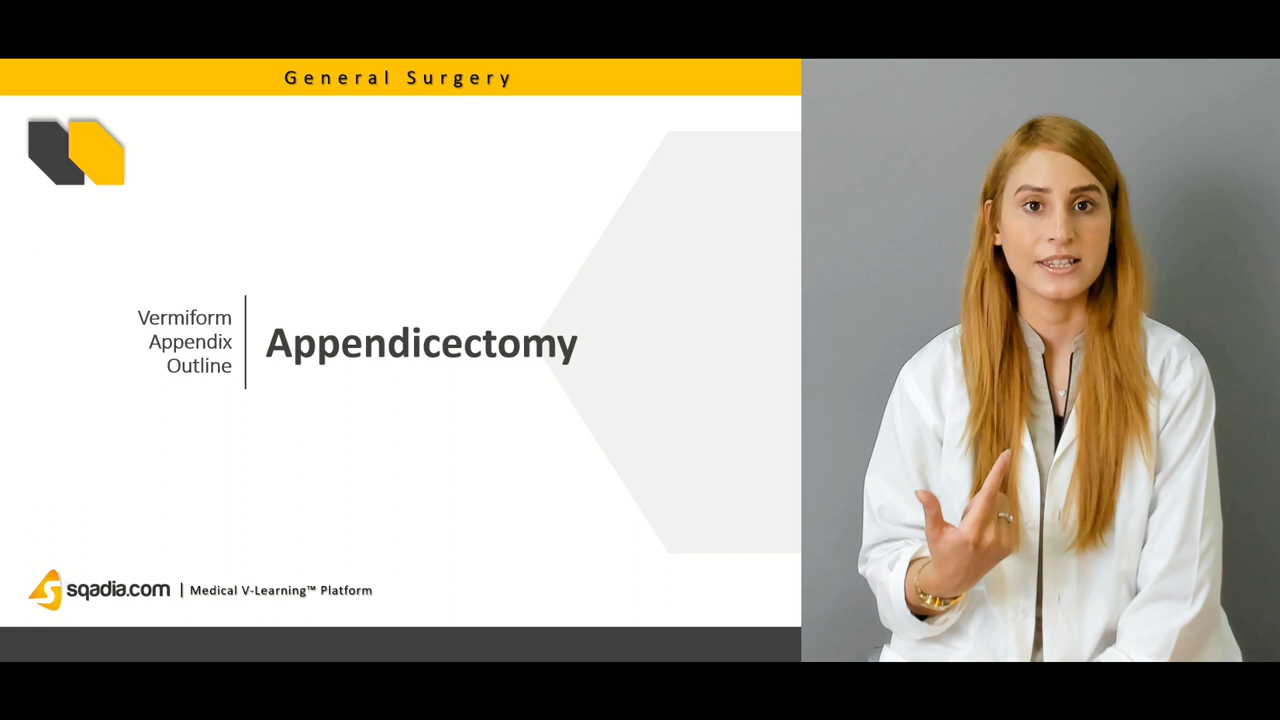 General Surgery
Vermiform
Appendix
Outline
Appendicectomy
sqadia.com | Medical V-Learning™ Platform